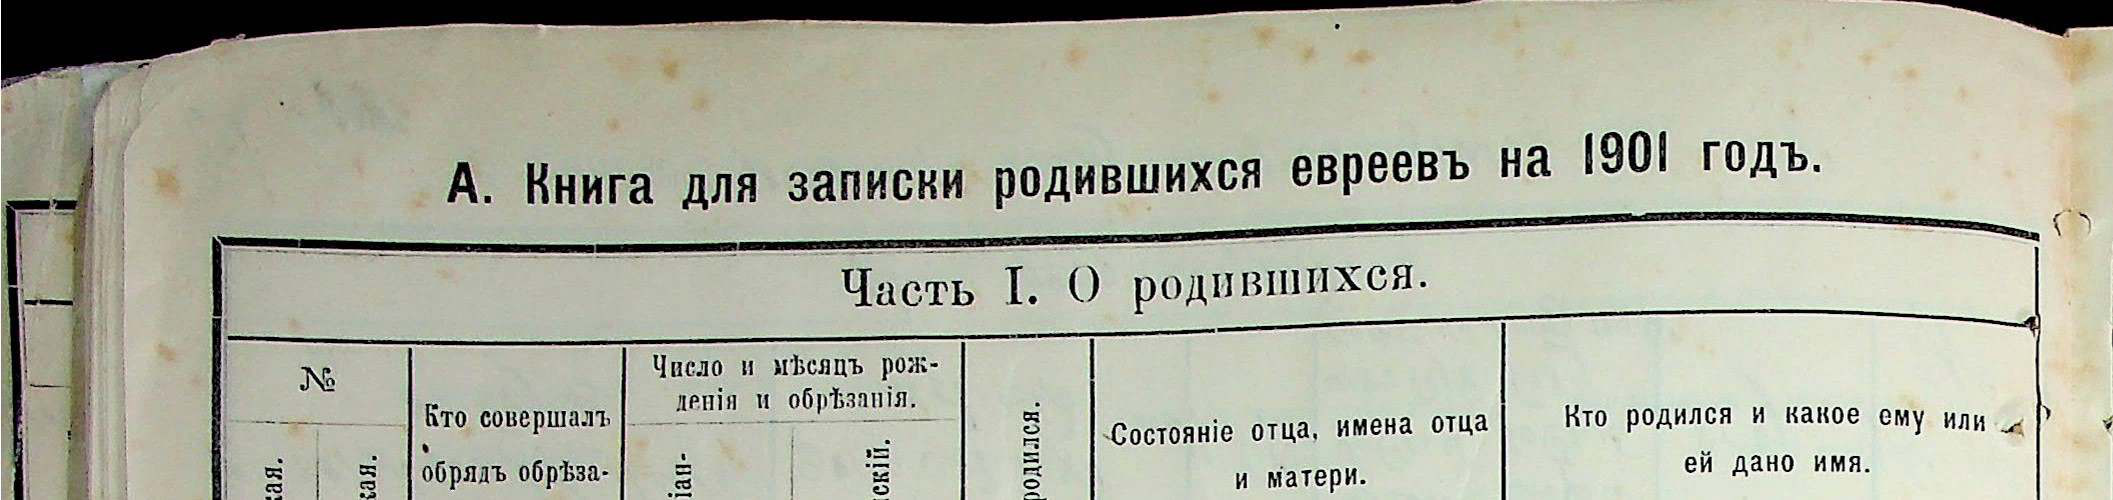 А. Книга для записки родившихся евреевъ на 1901 годъ.
Часть I. О родившихся.
№
Кто совершалъ
обрядъ обрѣза-
Число и мѣсяцъ рож-
денія и обрѣзанія.
Состояніе отца, имена отца
и матери.
Кто родился и какое ему или
ей дано имя.